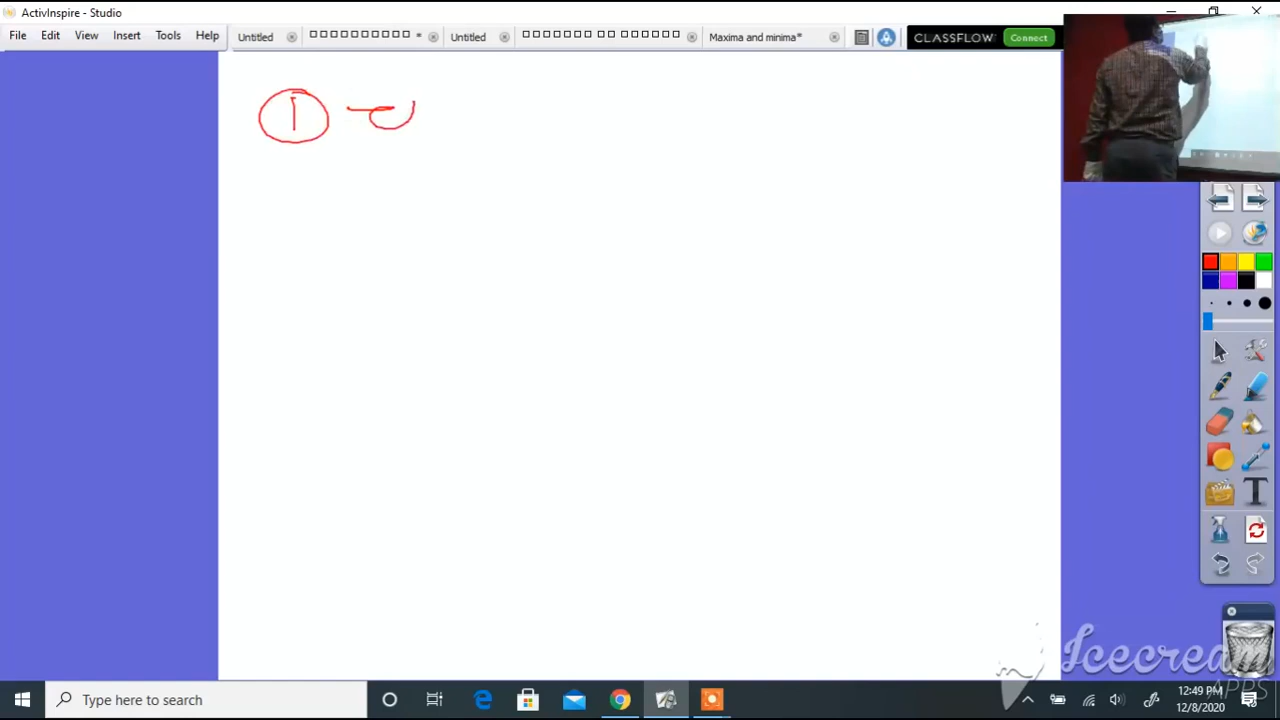 ActivInspire - Studio
File Edit View Insert Tools Help
Untitled
Untitled
Maxima and minima*
CLASSFLOW Connect
1
T
Icecream
APPS
Type here to search
12:49 PM
12/8/2020